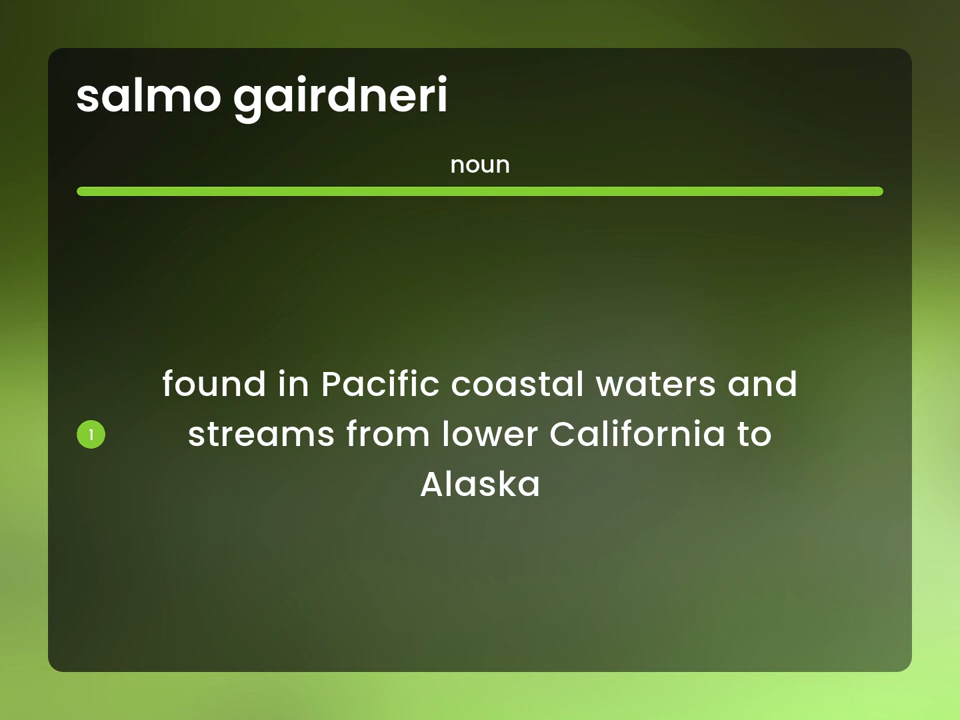 salmo gairdneri
noun
found in Pacific coastal waters and
1 streams from lower California to
Alaska